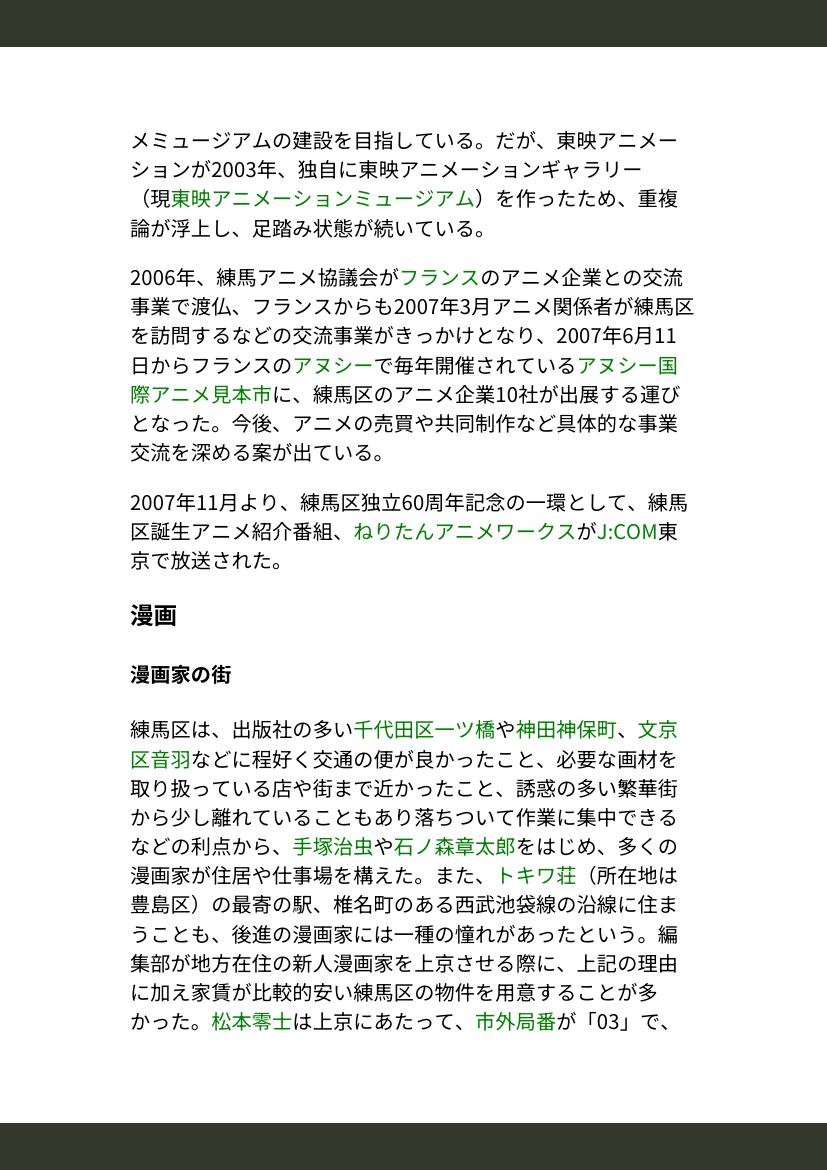 メミュージアムの建設を目指している。だが、東映アニメー
ションが2003年、独自に東映アニメーションギャラリー
（現東映アニメーションミュージアム）を作ったため、重複
論が浮上し、足踏み状態が続いている。
2006年、練馬アニメ協議会がフランスのアニメ企業との交流
事業で渡仏、フランスからも2007年3月アニメ関係者が練馬区
を訪問するなどの交流事業がきっかけとなり、2007年6月11
日からフランスのアヌシーで毎年開催されているアヌシー国
際アニメ見本市に、練馬区のアニメ企業10社が出展する運び
となった。今後、アニメの売買や共同制作など具体的な事業
交流を深める案が出ている。
2007年11月より、練馬区独立60周年記念の一環として、練馬
区誕生アニメ紹介番組、ねりたんアニメワークスがJ:COM東
京で放送された。
漫画
漫画家の街
練馬区は、出版社の多い千代田区一ツ橋や神田神保町、文京
区音羽などに程好く交通の便が良かったこと、必要な画材を
取り扱っている店や街まで近かったこと、誘惑の多い繁華街
から少し離れていることもあり落ちついて作業に集中できる
などの利点から、手塚治虫や石ノ森章太郎をはじめ、多くの
漫画家が住居や仕事場を構えた。また、トキワ荘（所在地は
豊島区）の最寄の駅、椎名町のある西武池袋線の沿線に住ま
うことも、後進の漫画家には一種の憧れがあったという。編
集部が地方在住の新人漫画家を上京させる際に、上記の理由
に加え家賃が比較的安い練馬区の物件を用意することが多
かった。松本零士は上京にあたって、市外局番が「03」で、